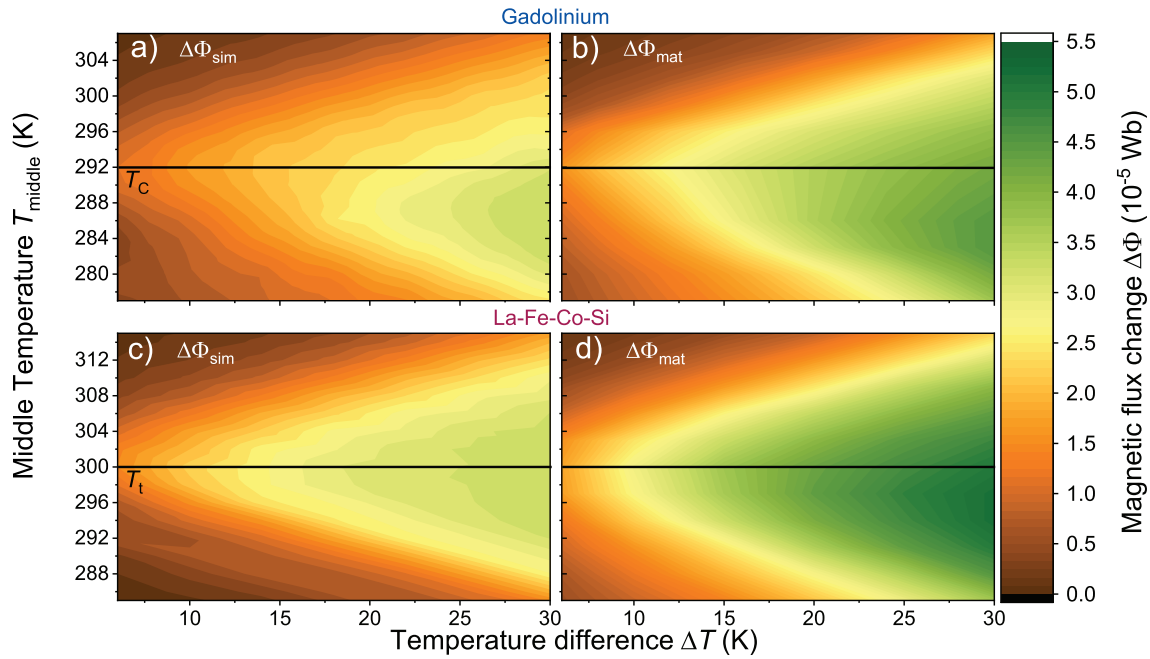 Gadolinium
a) ΔΦsim
b) ΔΦmat
304
300
296
292
288
284
280
TC
La-Fe-Co-Si
c) ΔΦsim
d) ΔΦmat
312
308
304
300
296
292
288
Tt
10 15 20 25 30
10 15 20 25 30
Temperature difference ΔT (K)
Middle Temperature Tmiddle (K)
5.5
5.0
4.5
4.0
3.5
3.0
2.5
2.0
1.5
1.0
0.5
0.0
Magnetic flux change ΔΦ (10⁻⁵ Wb)